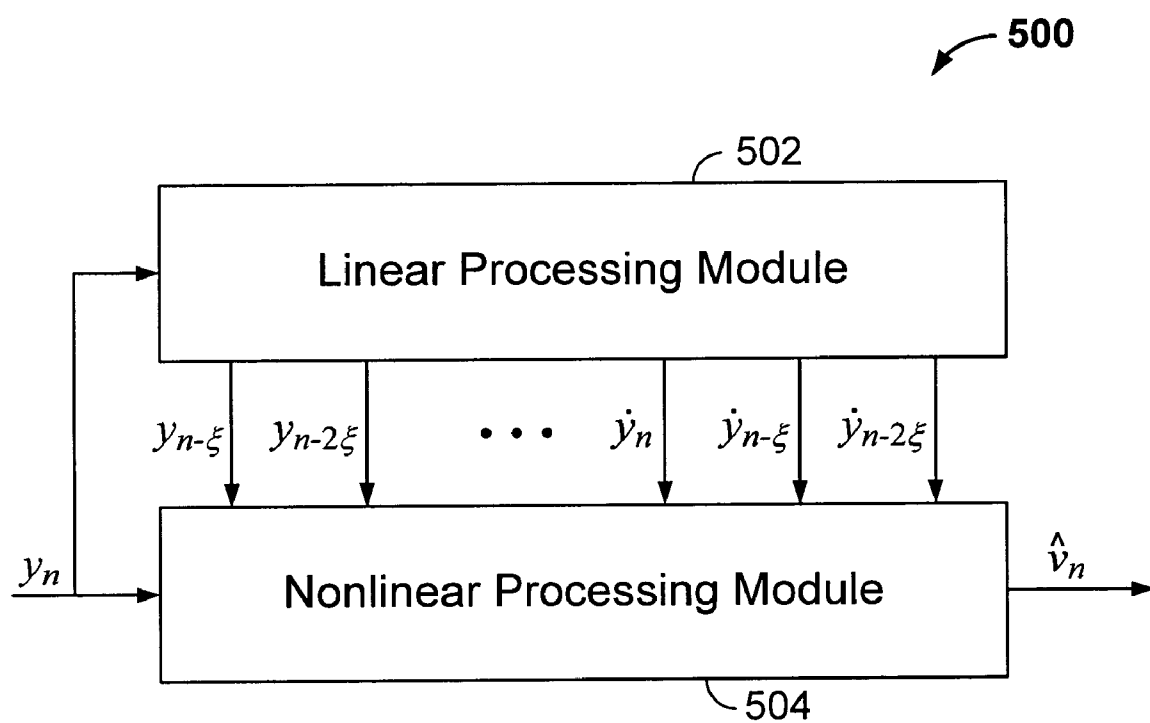 500
502
Linear Processing Module
y_{n-ξ} y_{n-2ξ} • • • ẏ_n ẏ_{n-ξ} ẏ_{n-2ξ}
y_n
Nonlinear Processing Module
v̂_n
504